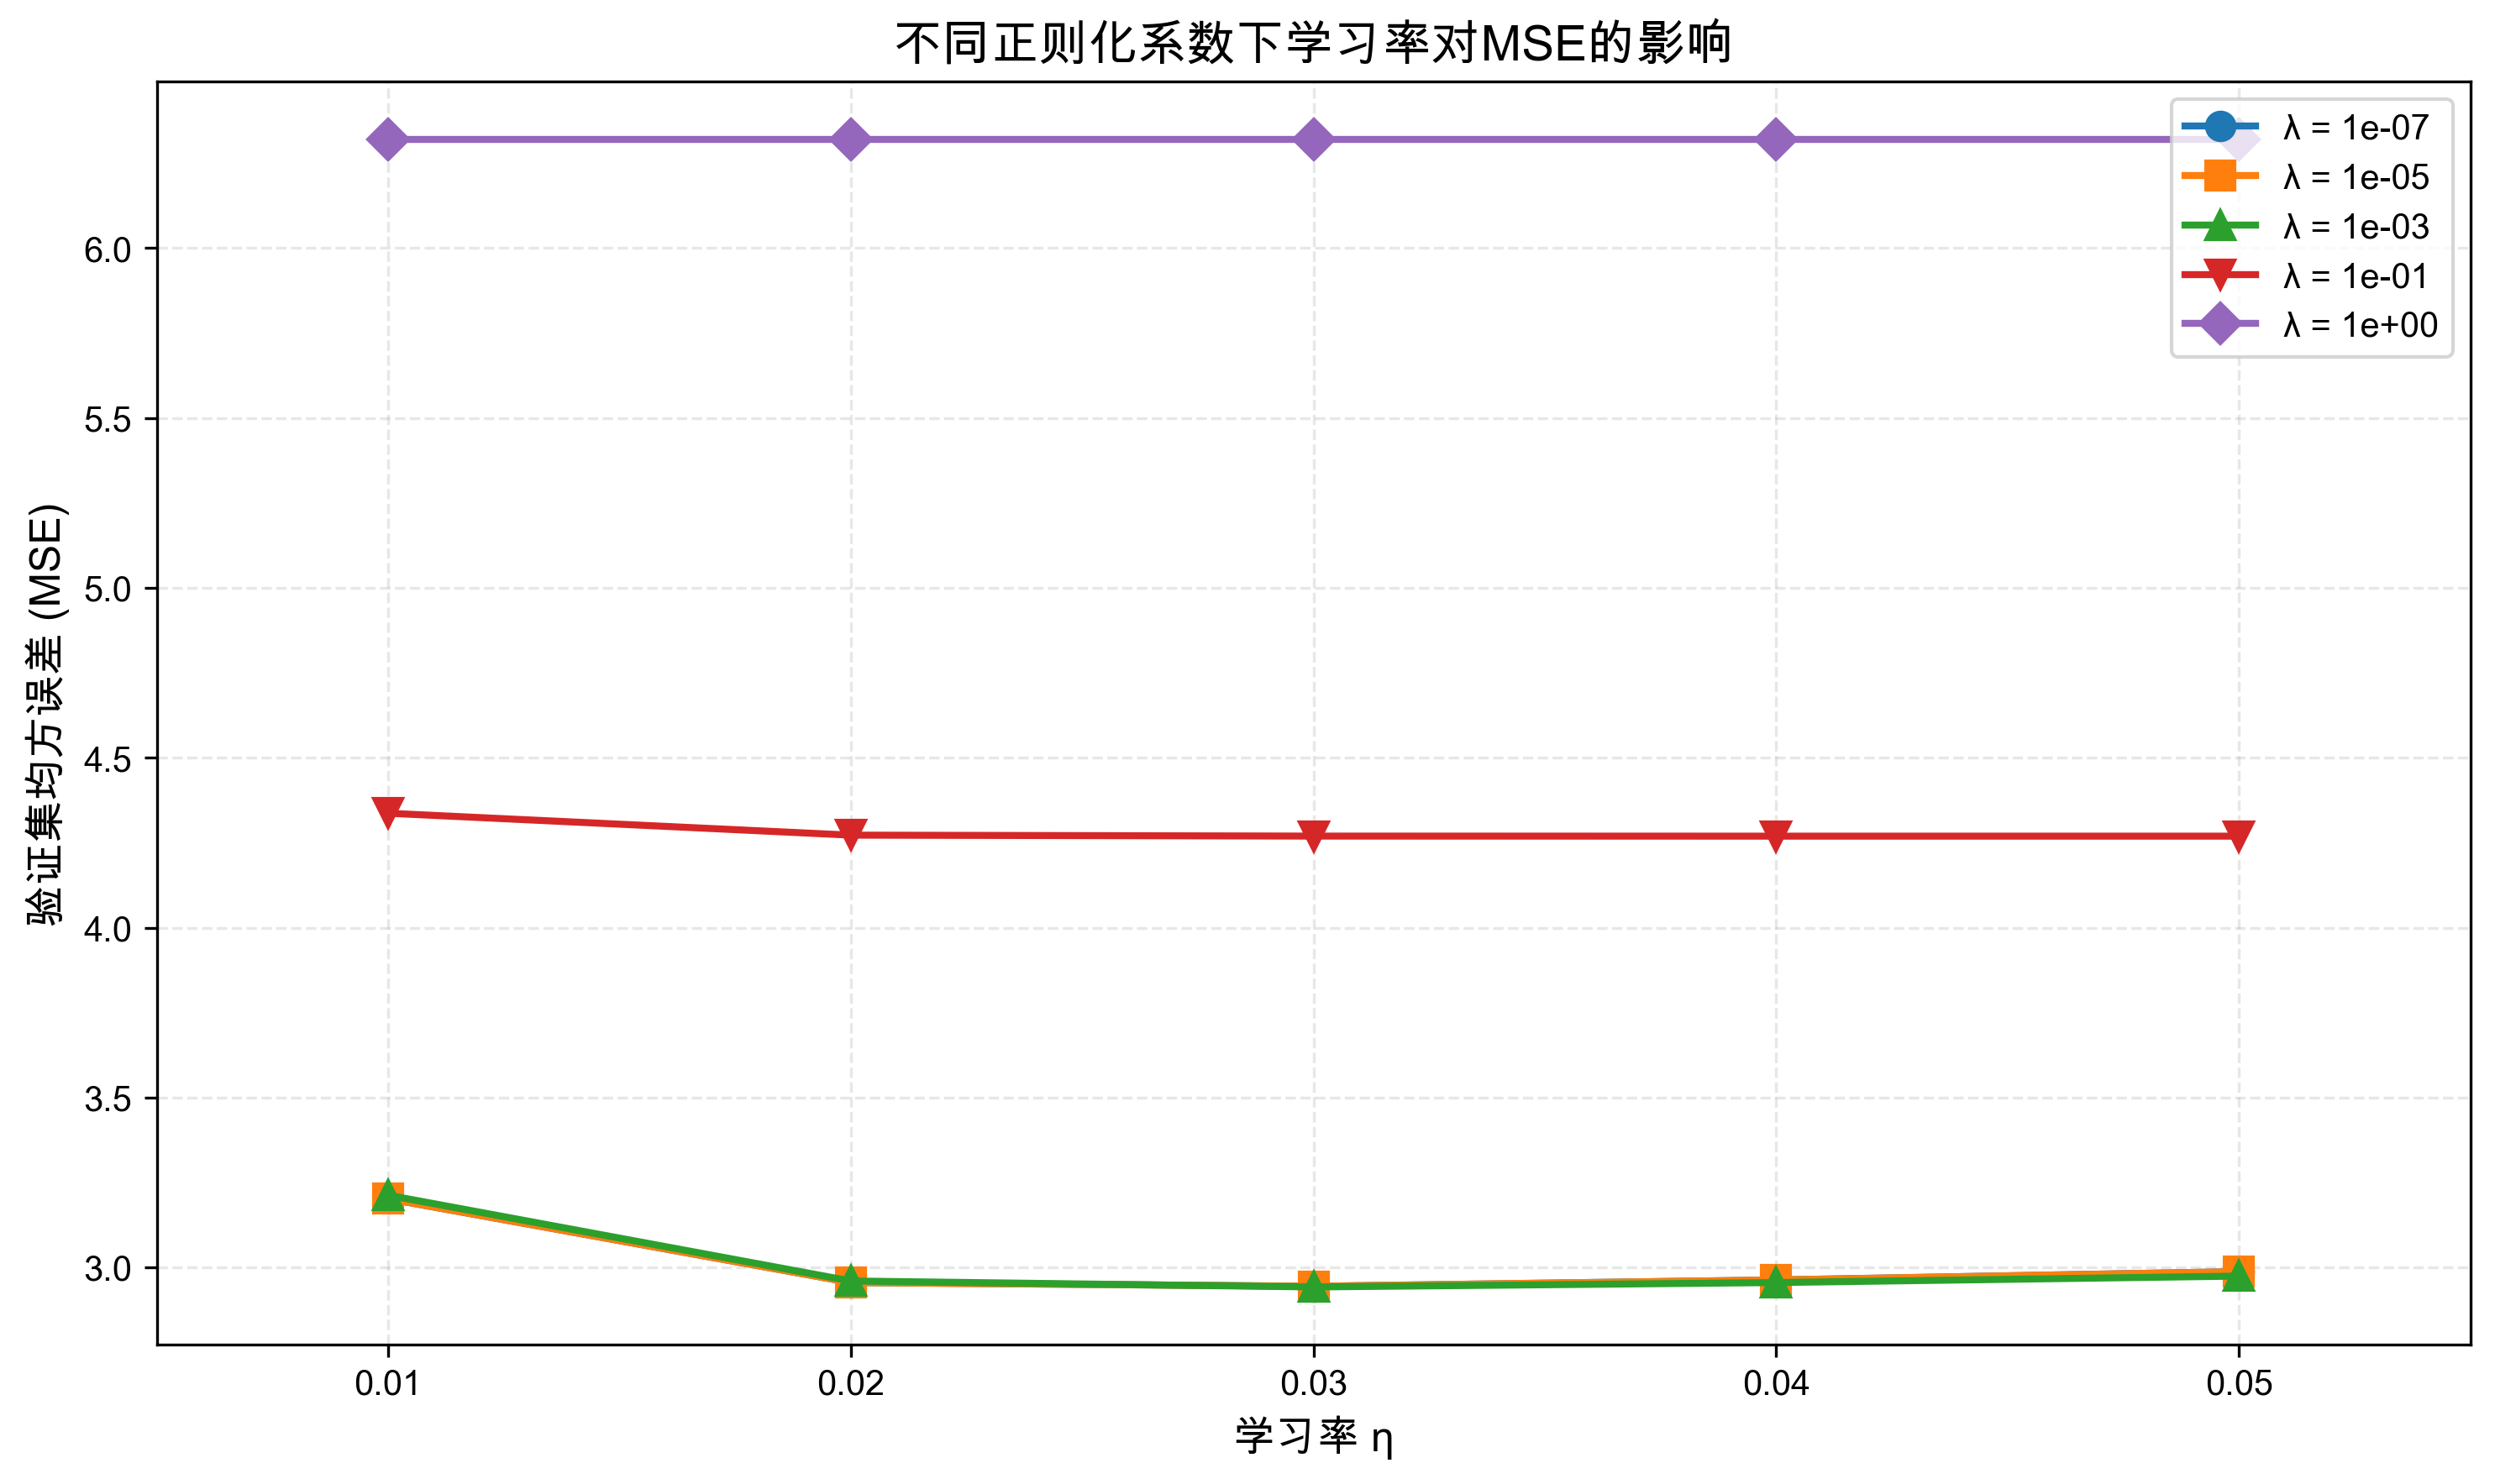 不同正则化系数下学习率对MSE的影响
λ = 1e-07
λ = 1e-05
λ = 1e-03
λ = 1e-01
λ = 1e+00
验证集均方误差 (MSE)
6.0
5.5
5.0
4.5
4.0
3.5
3.0
0.01 0.02 0.03 0.04 0.05
学习率 η